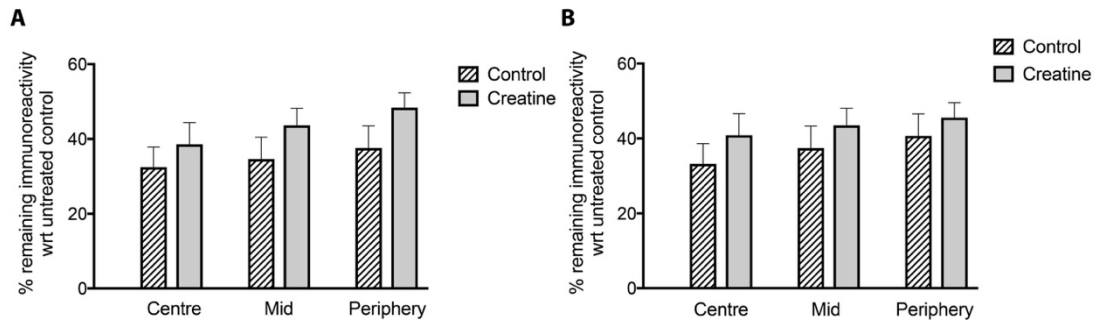 A
% remaining immunoreactivity
wrt untreated control
60
40
20
0
Centre
Mid
Periphery
Control
Creatine
B
% remaining immunoreactivity
wrt untreated control
60
40
20
0
Centre
Mid
Periphery
Control
Creatine